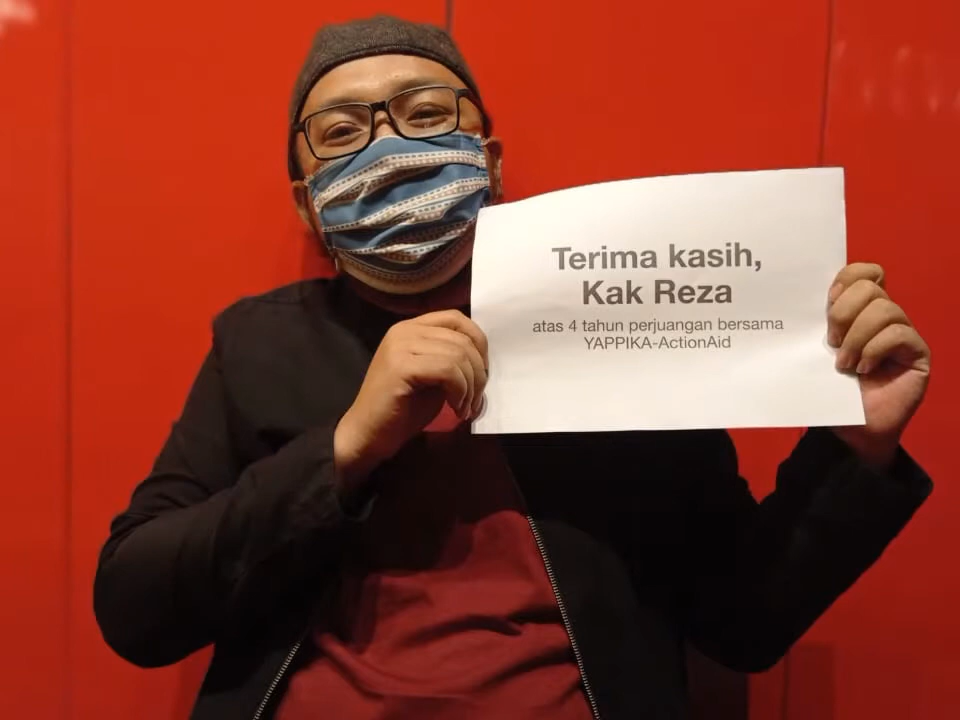 Terima kasih,
Kak Reza
atas 4 tahun perjuangan bersama
YAPPIKA-ActionAid